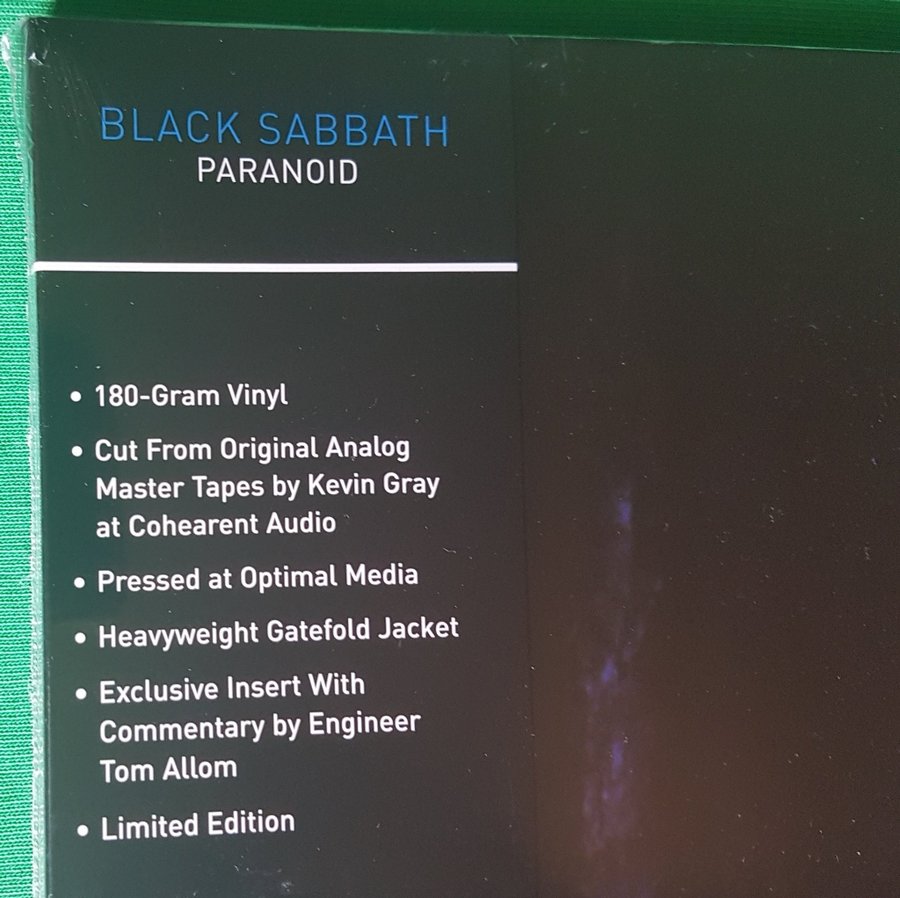 BLACK SABBATH
PARANOID
• 180-Gram Vinyl
• Cut From Original Analog
Master Tapes by Kevin Gray
at Cohearent Audio
• Pressed at Optimal Media
• Heavyweight Gatefold Jacket
• Exclusive Insert With
Commentary by Engineer
Tom Allom
• Limited Edition